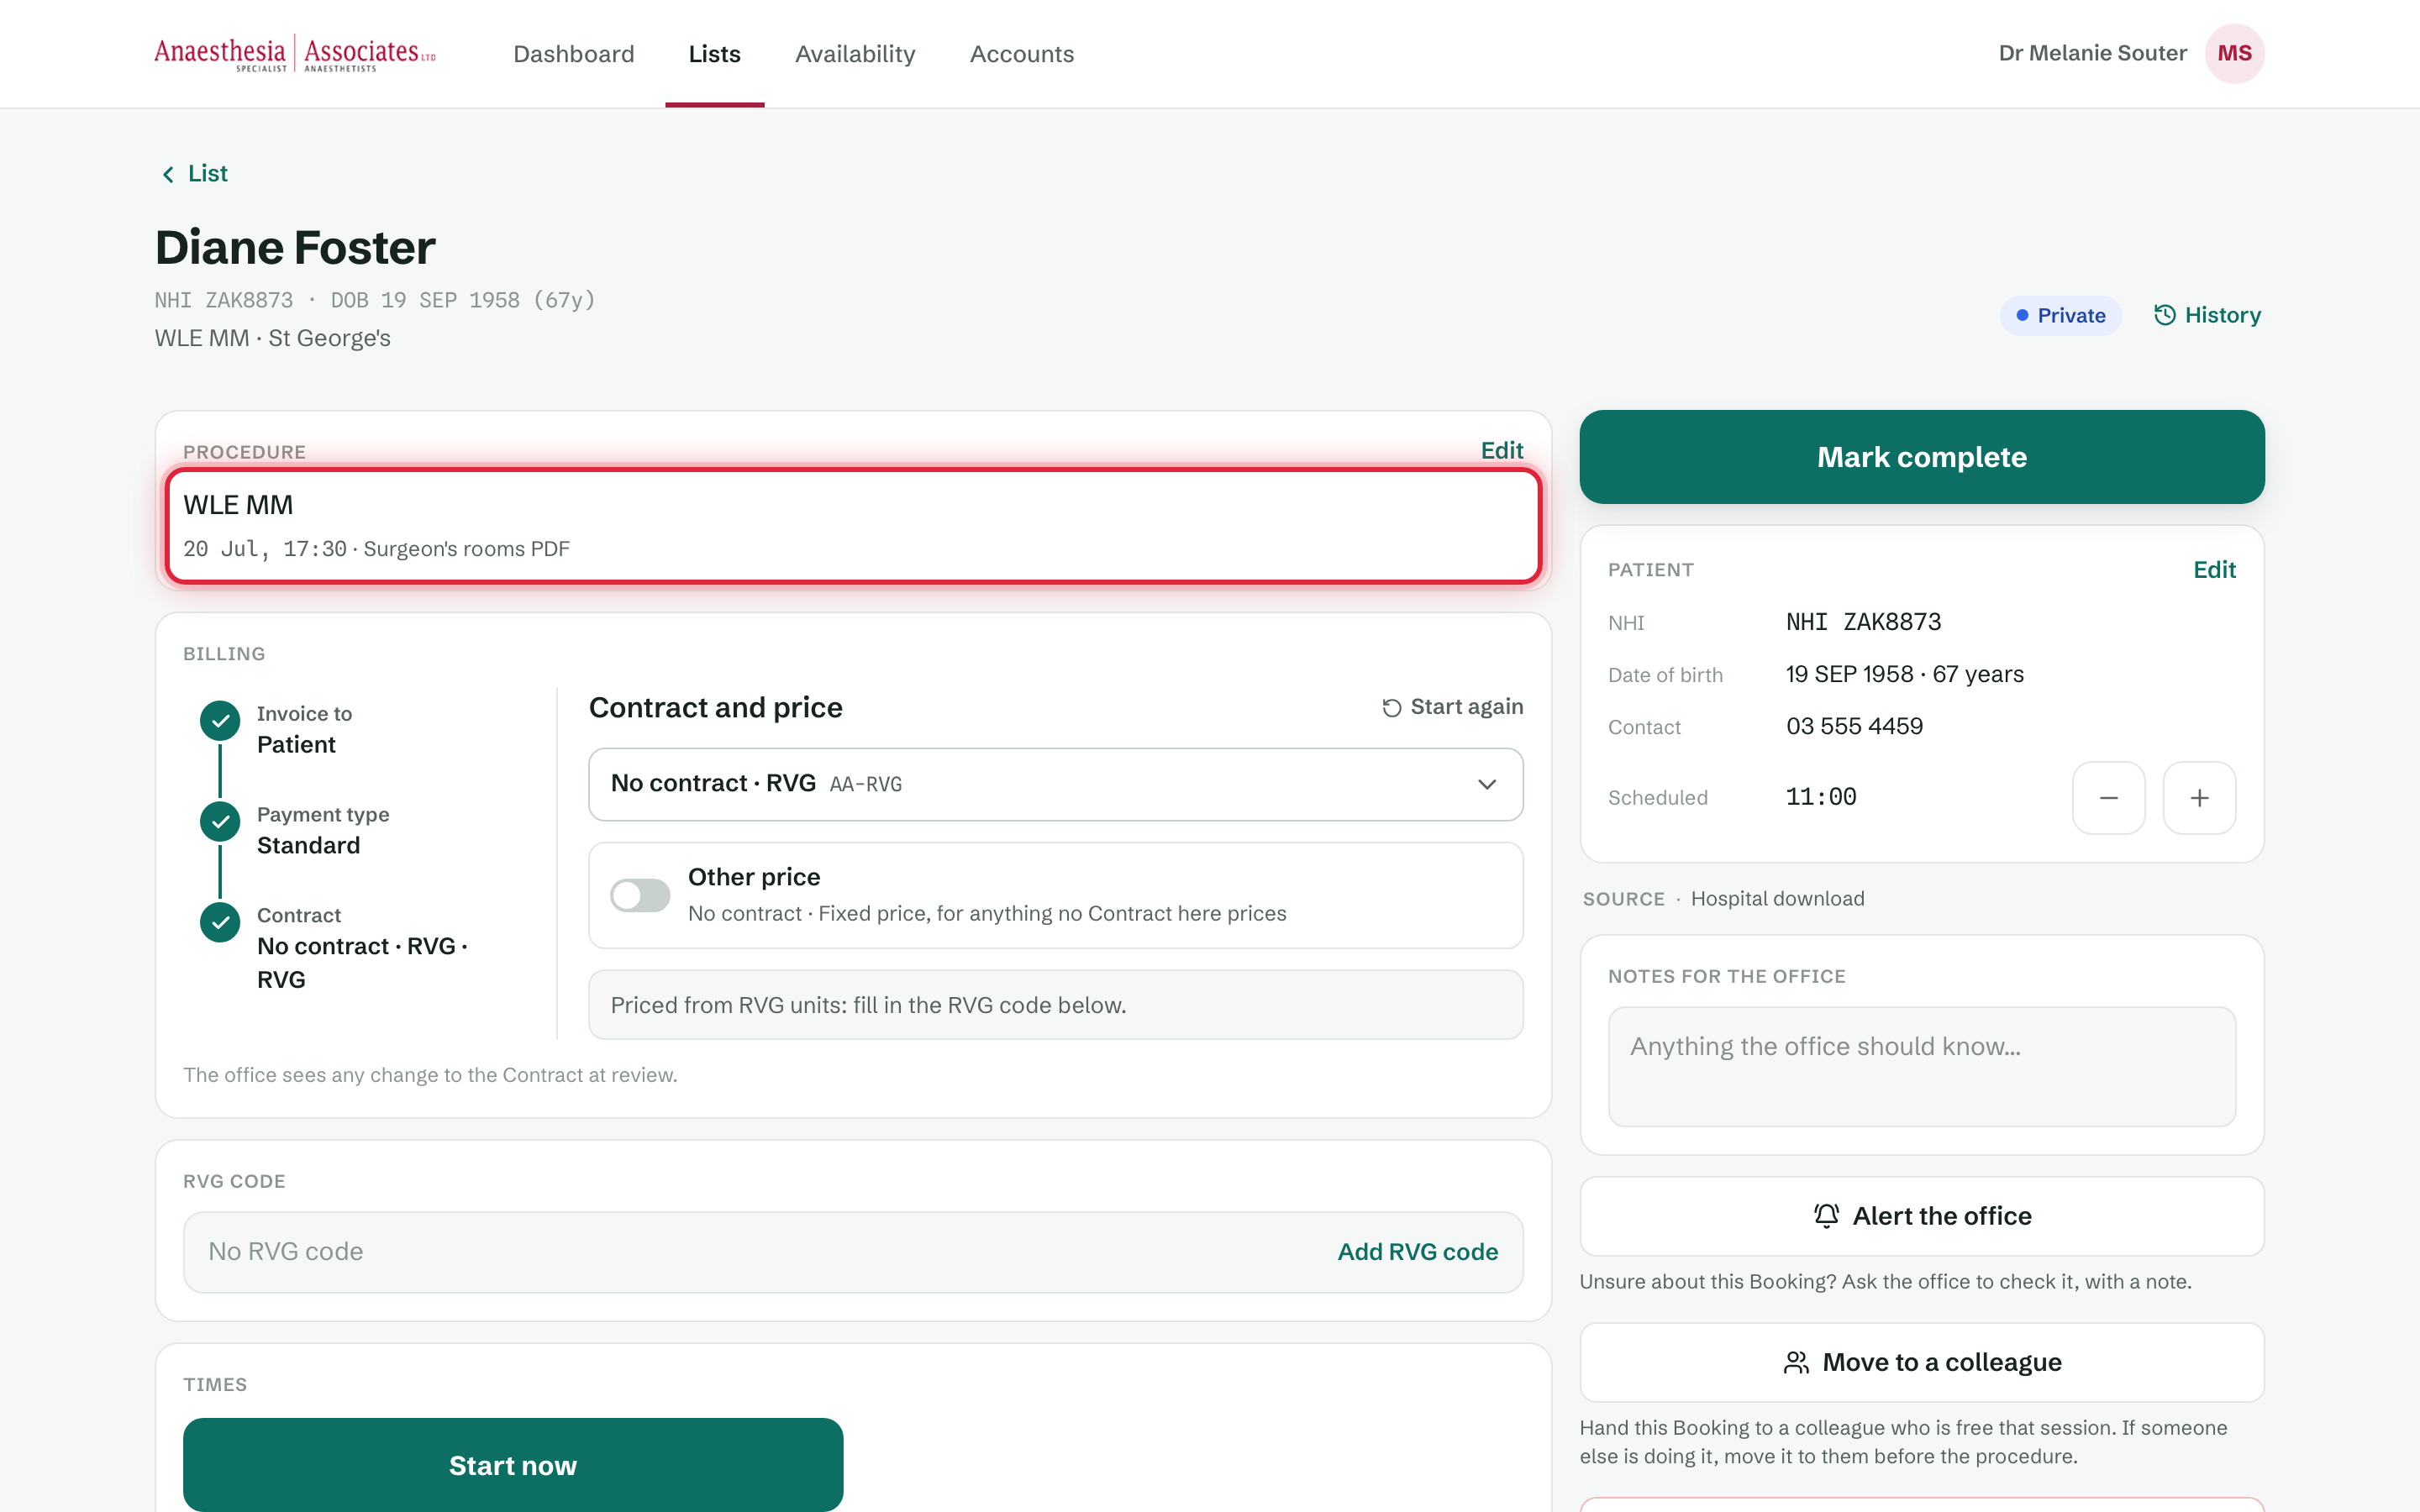 Anaesthesia Associates LTD
SPECIALIST ANAESTHETISTS
Dashboard
Lists
Availability
Accounts
Dr Melanie Souter
MS
List
Diane Foster
NHI ZAK8873 · DOB 19 SEP 1958 (67y)
WLE MM · St George's
Private
History
PROCEDURE
Edit
WLE MM
20 Jul, 17:30 · Surgeon's rooms PDF
BILLING
Invoice to
Patient
Payment type
Standard
Contract
No contract · RVG ·
RVG
Contract and price
Start again
No contract · RVG AA-RVG
Other price
No contract · Fixed price, for anything no Contract here prices
Priced from RVG units: fill in the RVG code below.
The office sees any change to the Contract at review.
RVG CODE
No RVG code
Add RVG code
TIMES
Start now
Mark complete
PATIENT
Edit
NHI
NHI ZAK8873
Date of birth
19 SEP 1958 · 67 years
Contact
03 555 4459
Scheduled
11:00
SOURCE · Hospital download
NOTES FOR THE OFFICE
Anything the office should know...
Alert the office
Unsure about this Booking? Ask the office to check it, with a note.
Move to a colleague
Hand this Booking to a colleague who is free that session. If someone
else is doing it, move it to them before the procedure.